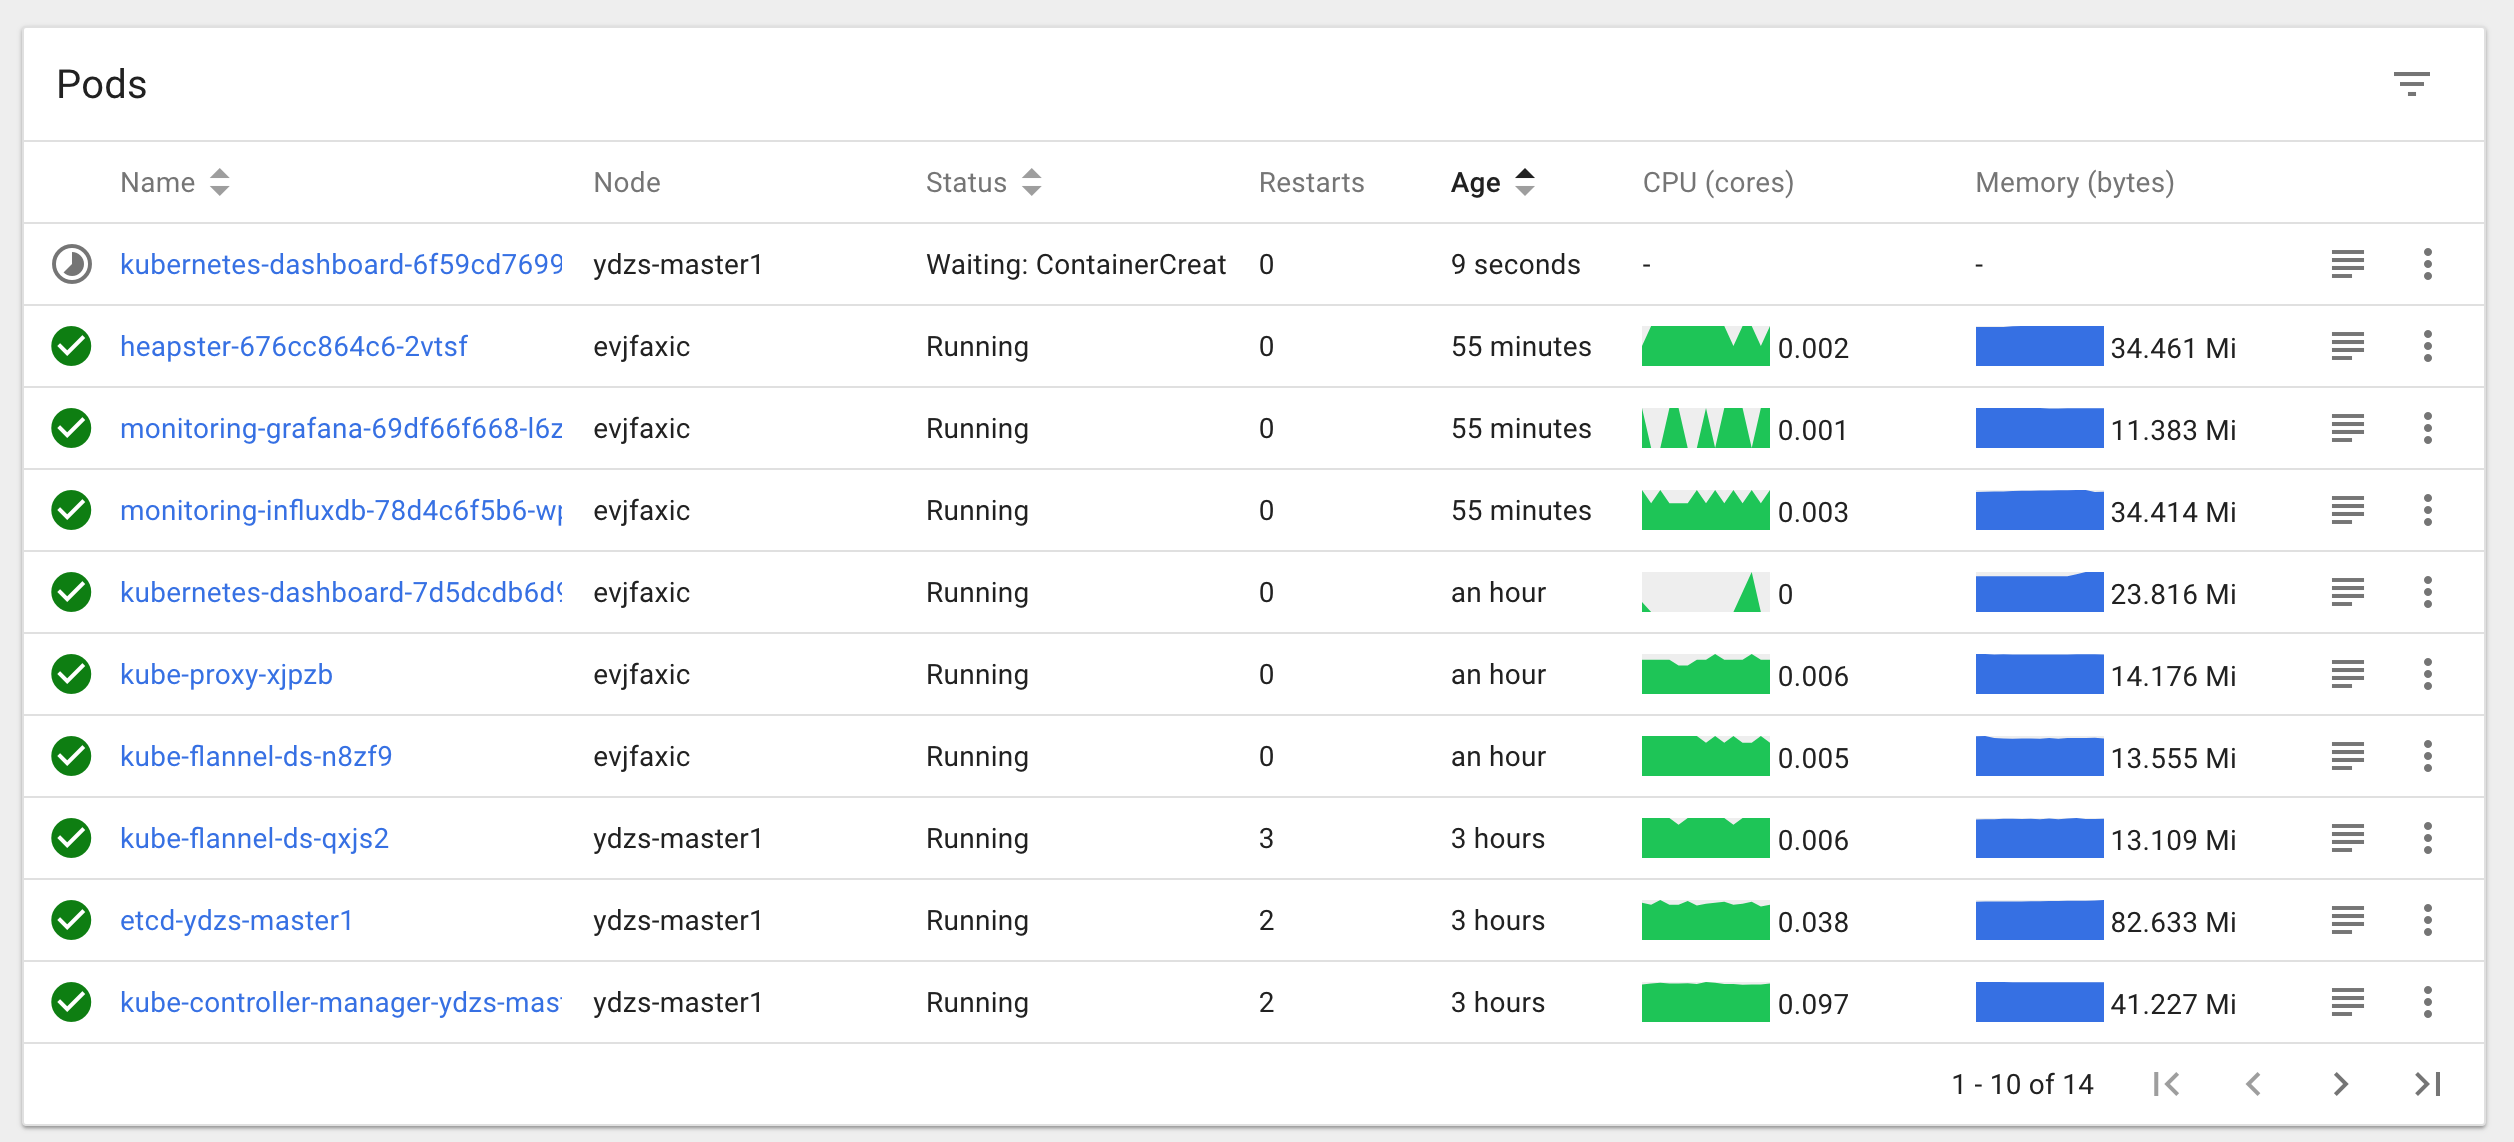 Pods
Name Node Status Restarts Age CPU (cores) Memory (bytes)
kubernetes-dashboard-6f59cd7699 ydzs-master1 Waiting: ContainerCreat 0 9 seconds - -
heapster-676cc864c6-2vtsf evjfaxic Running 0 55 minutes 0.002 34.461 Mi
monitoring-grafana-69df66f668-l6z evjfaxic Running 0 55 minutes 0.001 11.383 Mi
monitoring-influxdb-78d4c6f5b6-wp evjfaxic Running 0 55 minutes 0.003 34.414 Mi
kubernetes-dashboard-7d5dcdb6d9 evjfaxic Running 0 an hour 0 23.816 Mi
kube-proxy-xjpzb evjfaxic Running 0 an hour 0.006 14.176 Mi
kube-flannel-ds-n8zf9 evjfaxic Running 0 an hour 0.005 13.555 Mi
kube-flannel-ds-qxjs2 ydzs-master1 Running 3 3 hours 0.006 13.109 Mi
etcd-ydzs-master1 ydzs-master1 Running 2 3 hours 0.038 82.633 Mi
kube-controller-manager-ydzs-mast ydzs-master1 Running 2 3 hours 0.097 41.227 Mi
1 - 10 of 14